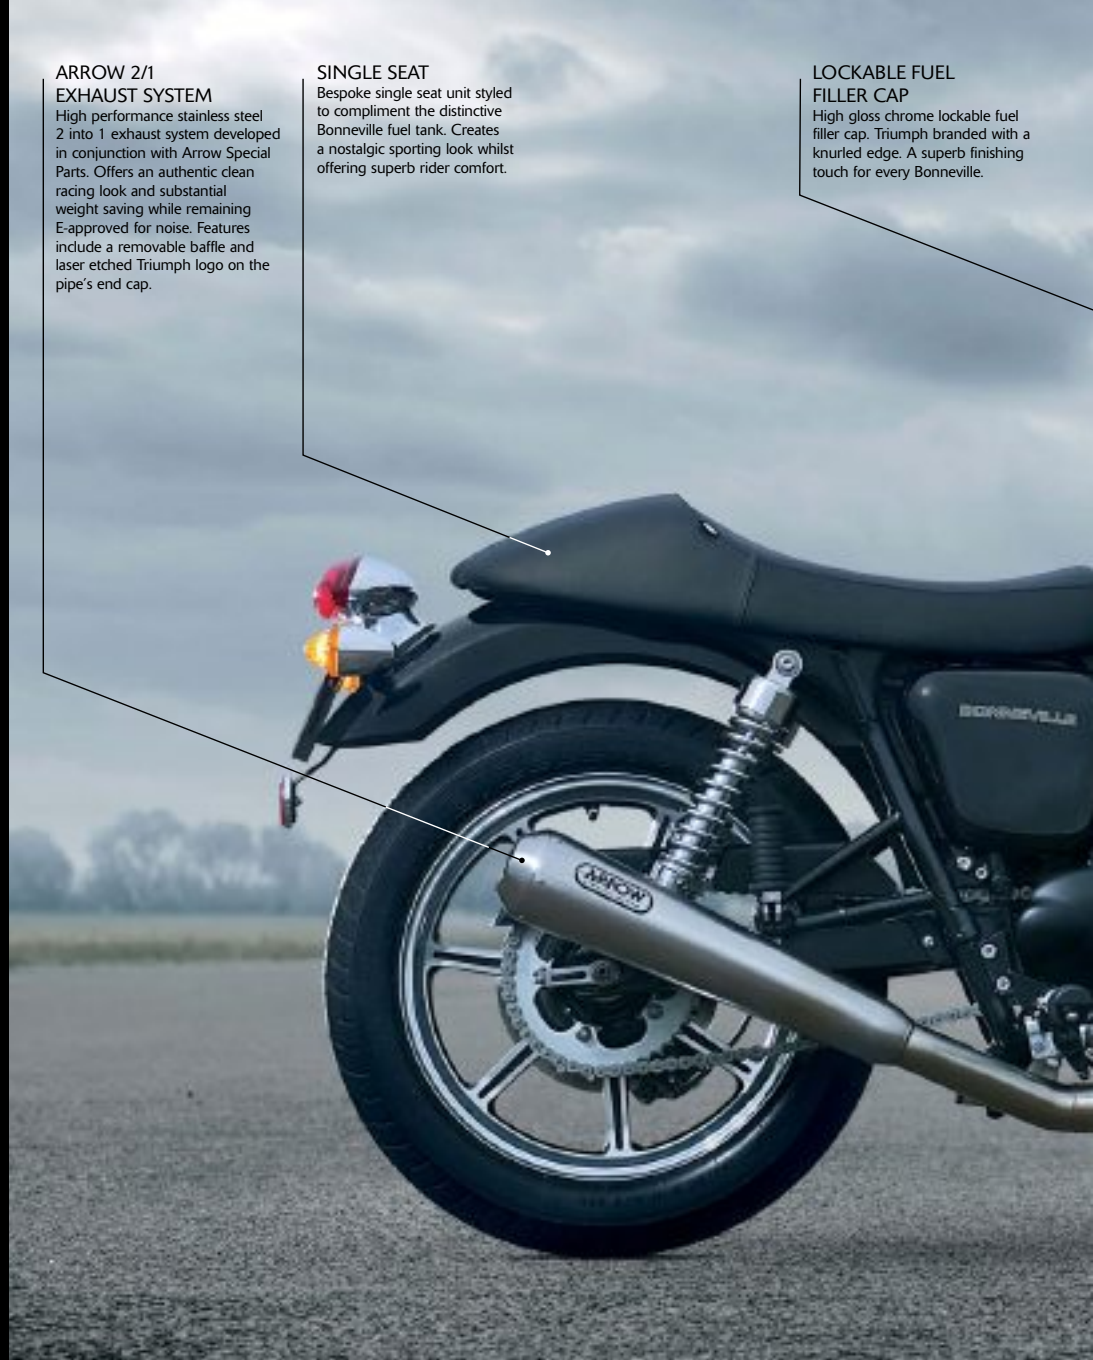 ARROW 2/1
EXHAUST SYSTEM
High performance stainless steel
2 into 1 exhaust system developed
in conjunction with Arrow Special
Parts. Offers an authentic clean
racing look and substantial
weight saving while remaining
E-approved for noise. Features
include a removable baffle and
laser etched Triumph logo on the
pipe's end cap.
SINGLE SEAT
Bespoke single seat unit styled
to compliment the distinctive
Bonneville fuel tank. Creates
a nostalgic sporting look whilst
offering superb rider comfort.
LOCKABLE FUEL
FILLER CAP
High gloss chrome lockable fuel
filler cap. Triumph branded with a
knurled edge. A superb finishing
touch for every Bonneville.
BONNEVILLE
ARROW